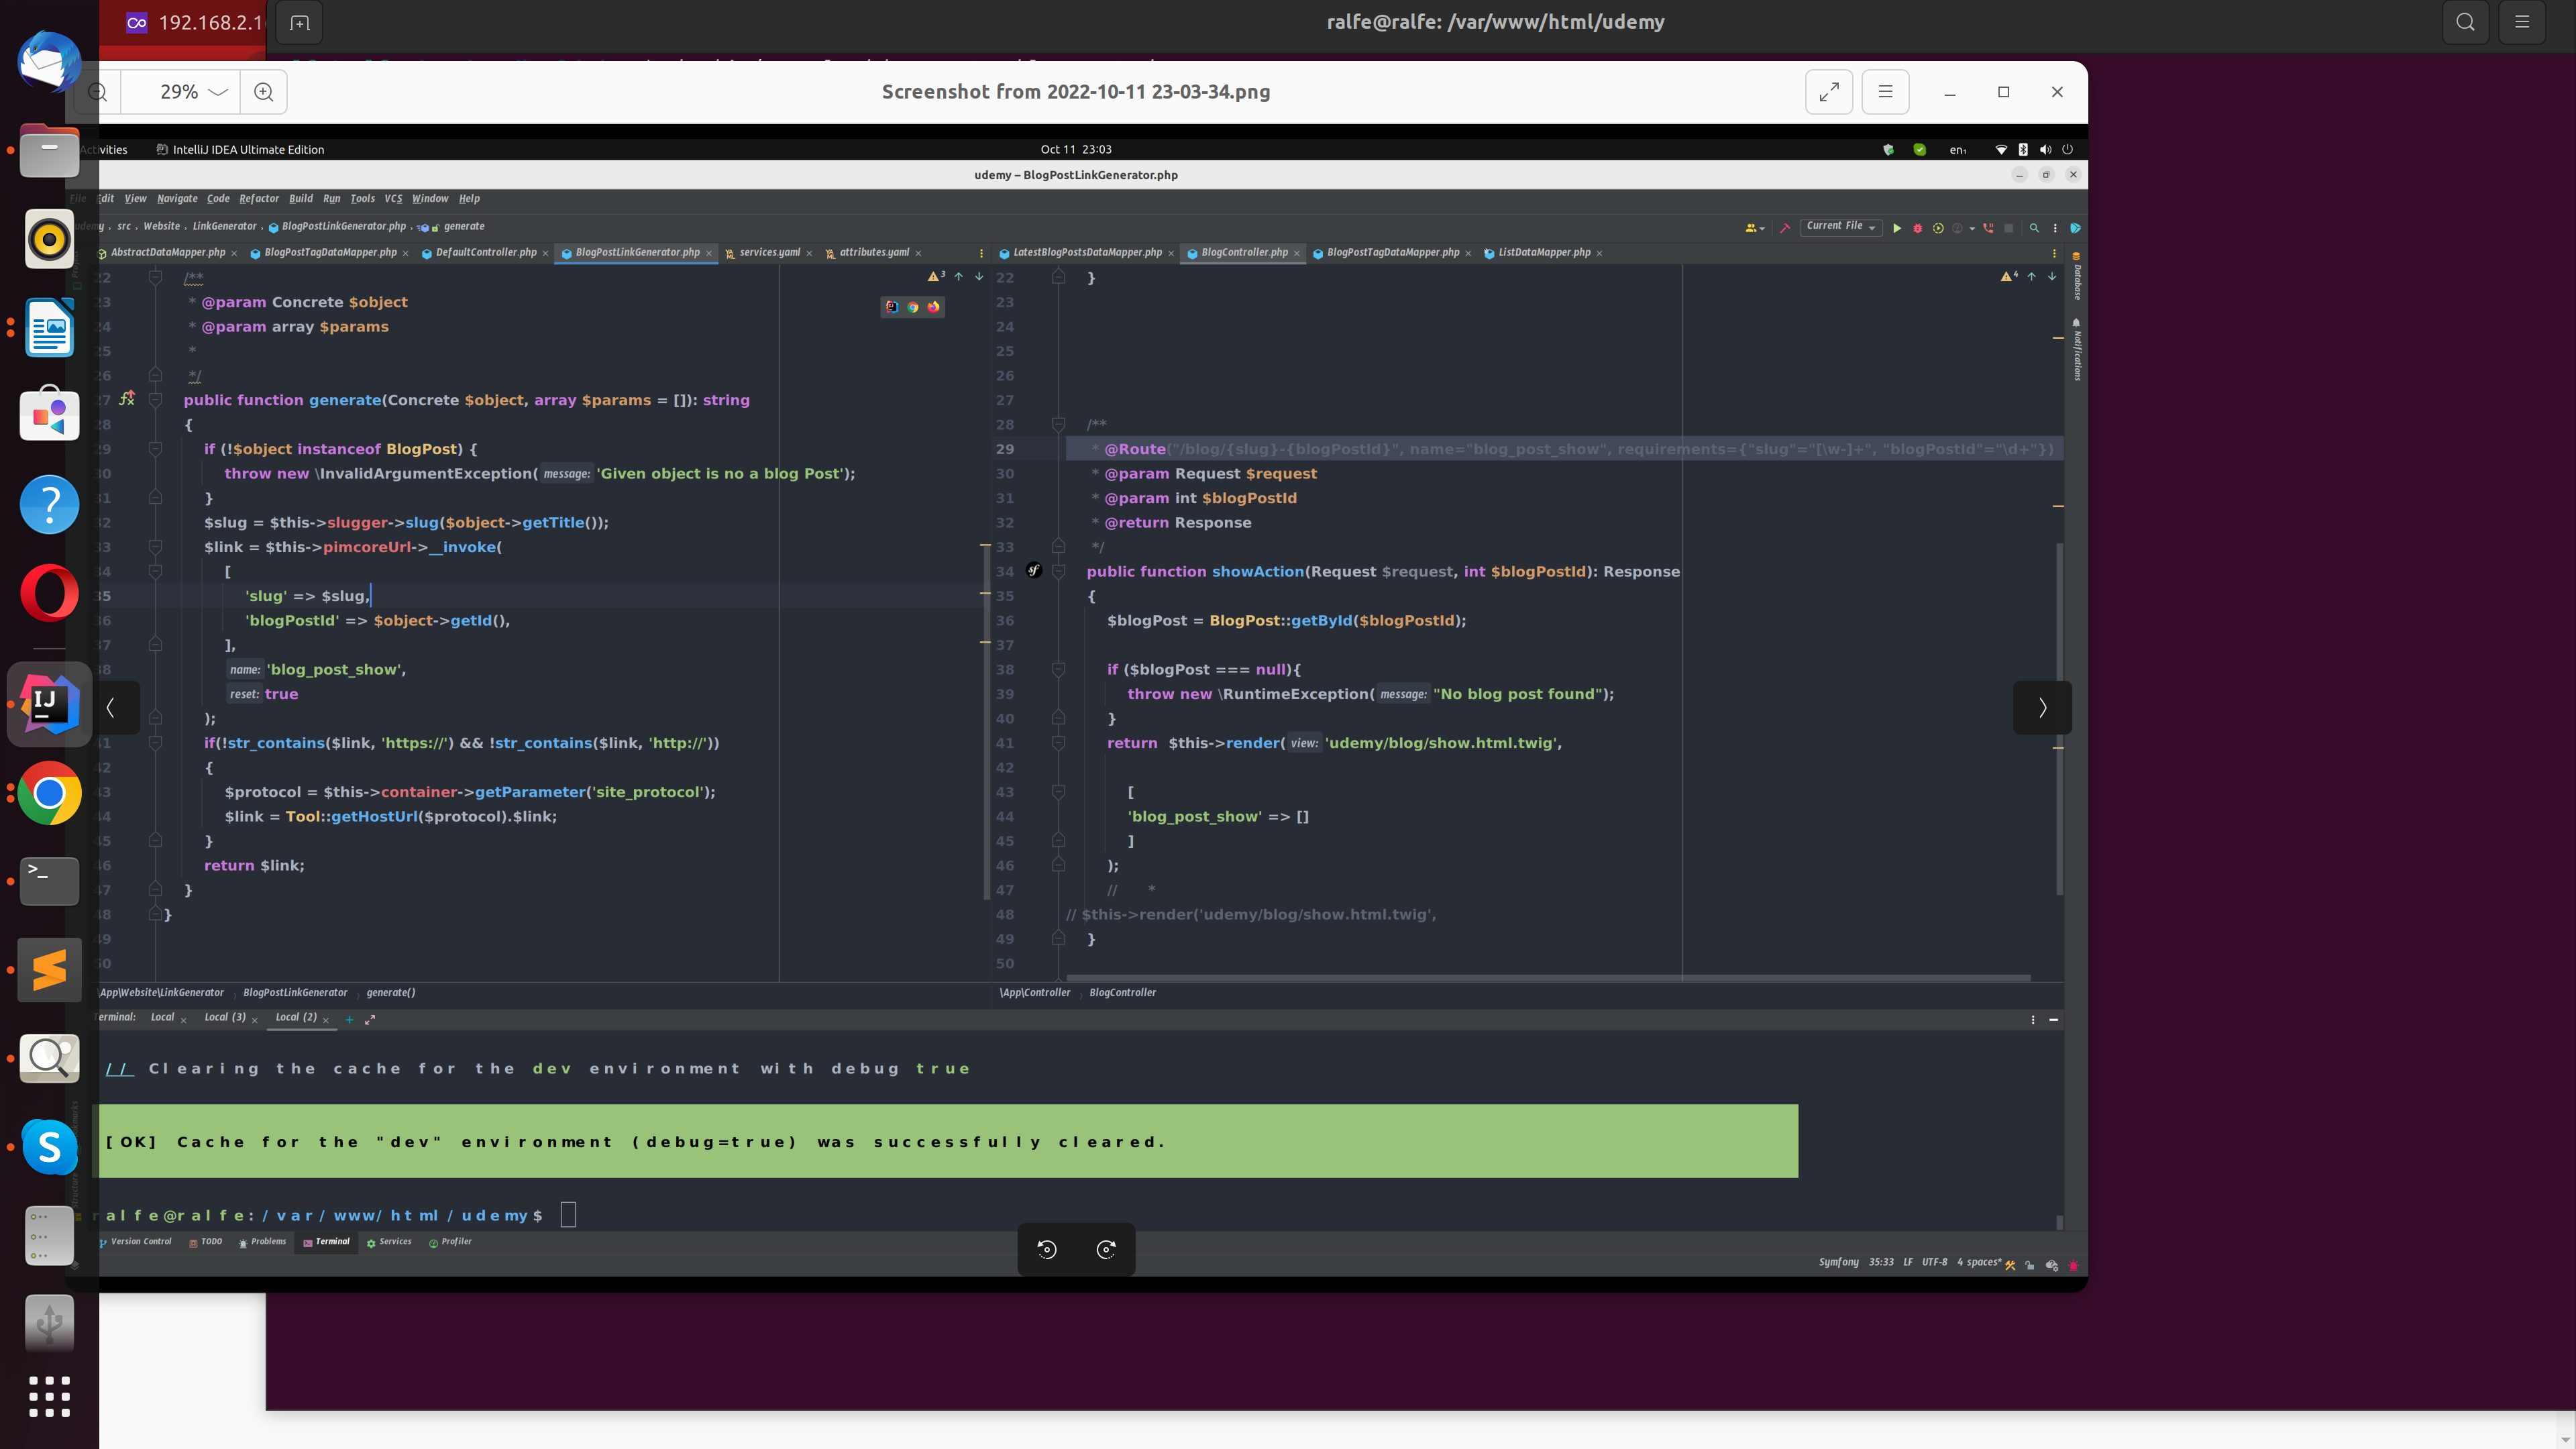 192.168.2.1
ralfe@ralfe: /var/www/html/udemy
29%
Screenshot from 2022-10-11 23-03-34.png
Activities
IntelliJ IDEA Ultimate Edition
Oct 11 23:03
en₁
udemy – BlogPostLinkGenerator.php
File Edit View Navigate Code Refactor Build Run Tools VCS Window Help
udemy › src › Website › LinkGenerator › BlogPostLinkGenerator.php › generate
Current File
AbstractDataMapper.php BlogPostTagDataMapper.php DefaultController.php BlogPostLinkGenerator.php services.yaml attributes.yaml
LatestBlogPostsDataMapper.php BlogController.php BlogPostTagDataMapper.php ListDataMapper.php
Database
Notifications
3
22 /**
23 * @param Concrete $object
24 * @param array $params
25 *
26 */
27 public function generate(Concrete $object, array $params = []): string
28 {
29 if (!$object instanceof BlogPost) {
30 throw new \InvalidArgumentException( message: 'Given object is no a blog Post');
31 }
32 $slug = $this->slugger->slug($object->getTitle());
33 $link = $this->pimcoreUrl->__invoke(
34 [
35 'slug' => $slug,
36 'blogPostId' => $object->getId(),
37 ],
38 name: 'blog_post_show',
reset: true
);
41 if(!str_contains($link, 'https://') && !str_contains($link, 'http://'))
42 {
43 $protocol = $this->container->getParameter('site_protocol');
44 $link = Tool::getHostUrl($protocol).$link;
45 }
46 return $link;
47 }
48 }
49
50
4
22 }
23
24
25
26
27
28 /**
29 * @Route("/blog/{slug}-{blogPostId}", name="blog_post_show", requirements={"slug"="[\w-]+", "blogPostId"="\d+"})
30 * @param Request $request
31 * @param int $blogPostId
32 * @return Response
33 */
34 public function showAction(Request $request, int $blogPostId): Response
35 {
36 $blogPost = BlogPost::getById($blogPostId);
37
38 if ($blogPost === null){
39 throw new \RuntimeException( message: "No blog post found");
40 }
41 return $this->render( view: 'udemy/blog/show.html.twig',
42
43 [
44 'blog_post_show' => []
45 ]
46 );
47 // *
48 // $this->render('udemy/blog/show.html.twig',
49 }
50
\App\Website\LinkGenerator › BlogPostLinkGenerator › generate()
\App\Controller › BlogController
Terminal: Local Local (3) Local (2)
// Clearing the cache for the dev environment with debug true
[OK] Cache for the "dev" environment (debug=true) was successfully cleared.
ralfe@ralfe:/var/www/html/udemy$
Version Control TODO Problems Terminal Services Profiler
Symfony 35:33 LF UTF-8 4 spaces*